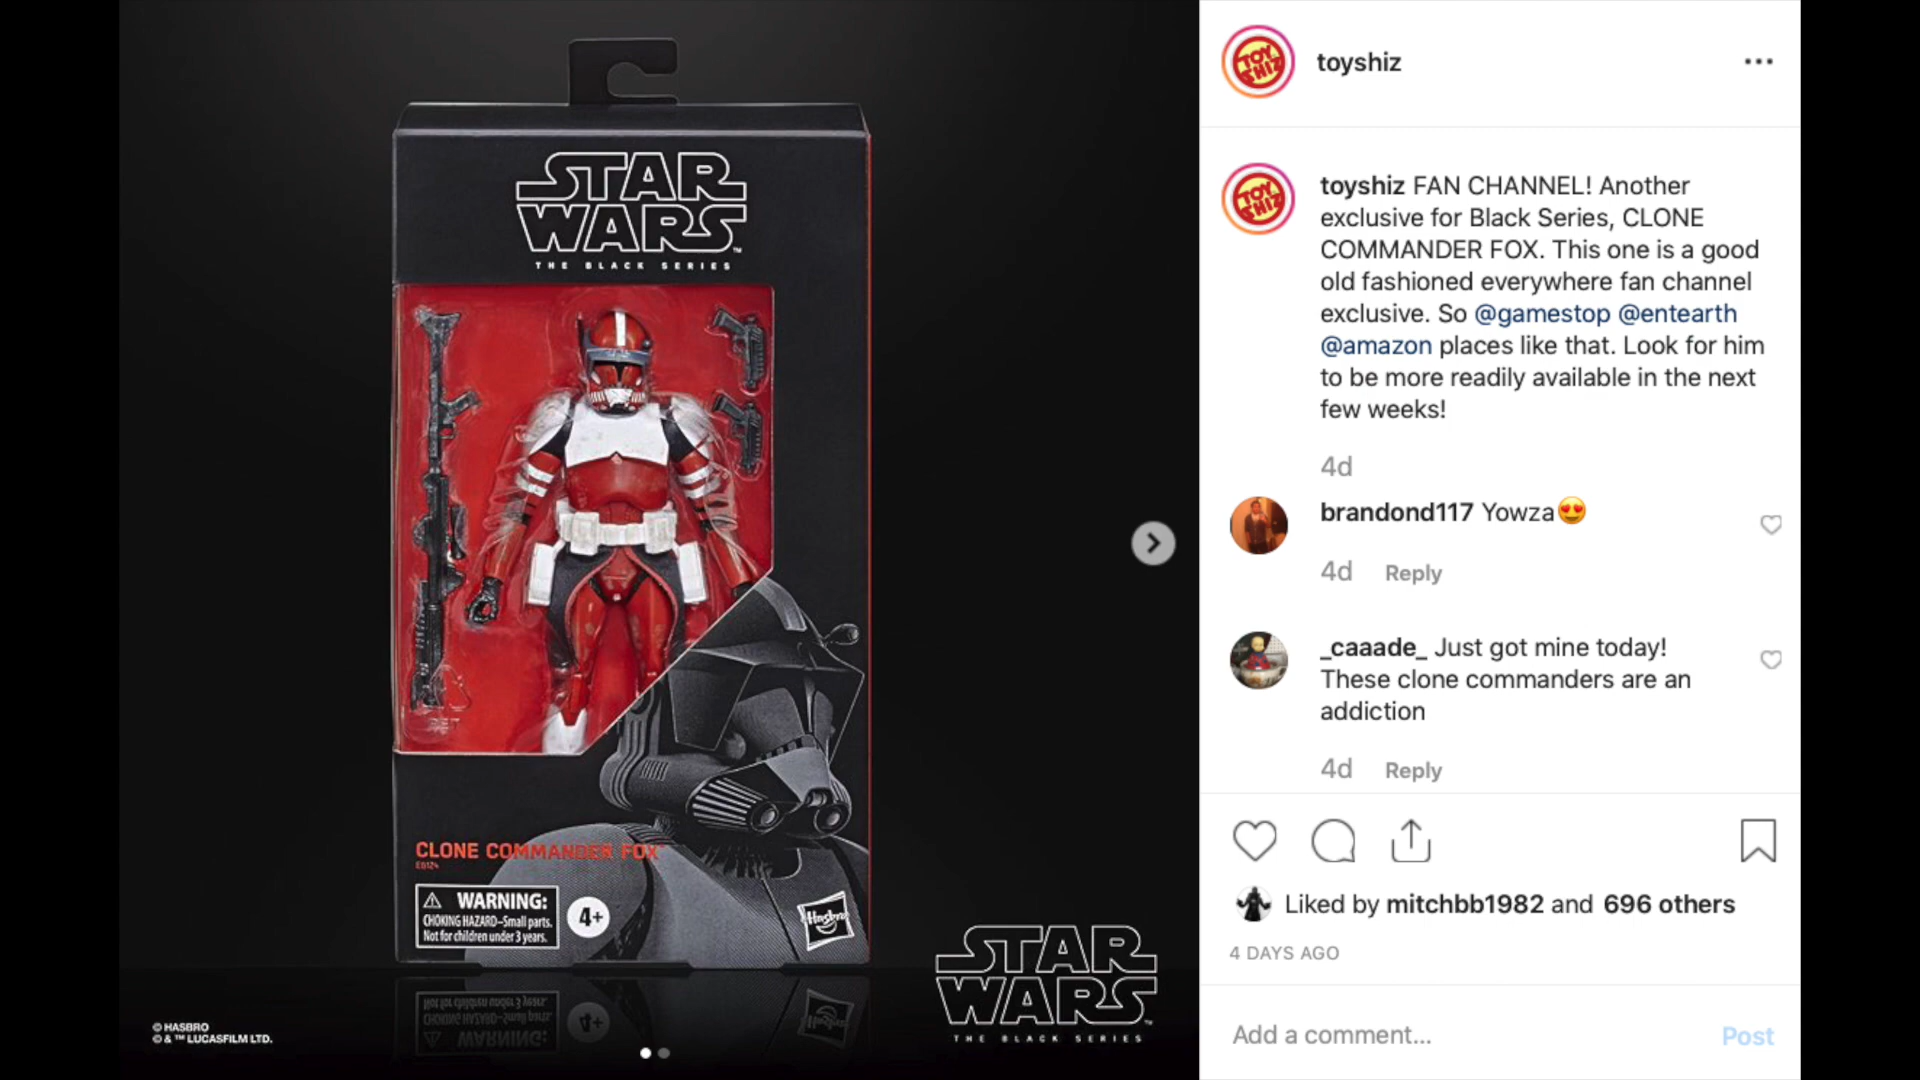 STAR
WARS
THE BLACK SERIES
CLONE COMMANDER FOX
WARNING:
CHOKING HAZARD-Small parts.
Not for children under 3 years.
4+
Hasbro
© HASBRO
© & ™ LUCASFILM LTD.
STAR
WARS
THE BLACK SERIES
TOY
SHIZ
toyshiz
TOY
SHIZ
toyshiz FAN CHANNEL! Another
exclusive for Black Series, CLONE
COMMANDER FOX. This one is a good
old fashioned everywhere fan channel
exclusive. So @gamestop @entearth
@amazon places like that. Look for him
to be more readily available in the next
few weeks!
4d
brandond117 Yowza😍
4d Reply
_caaade_ Just got mine today!
These clone commanders are an
addiction
4d Reply
Liked by mitchbb1982 and 696 others
4 DAYS AGO
Add a comment... Post